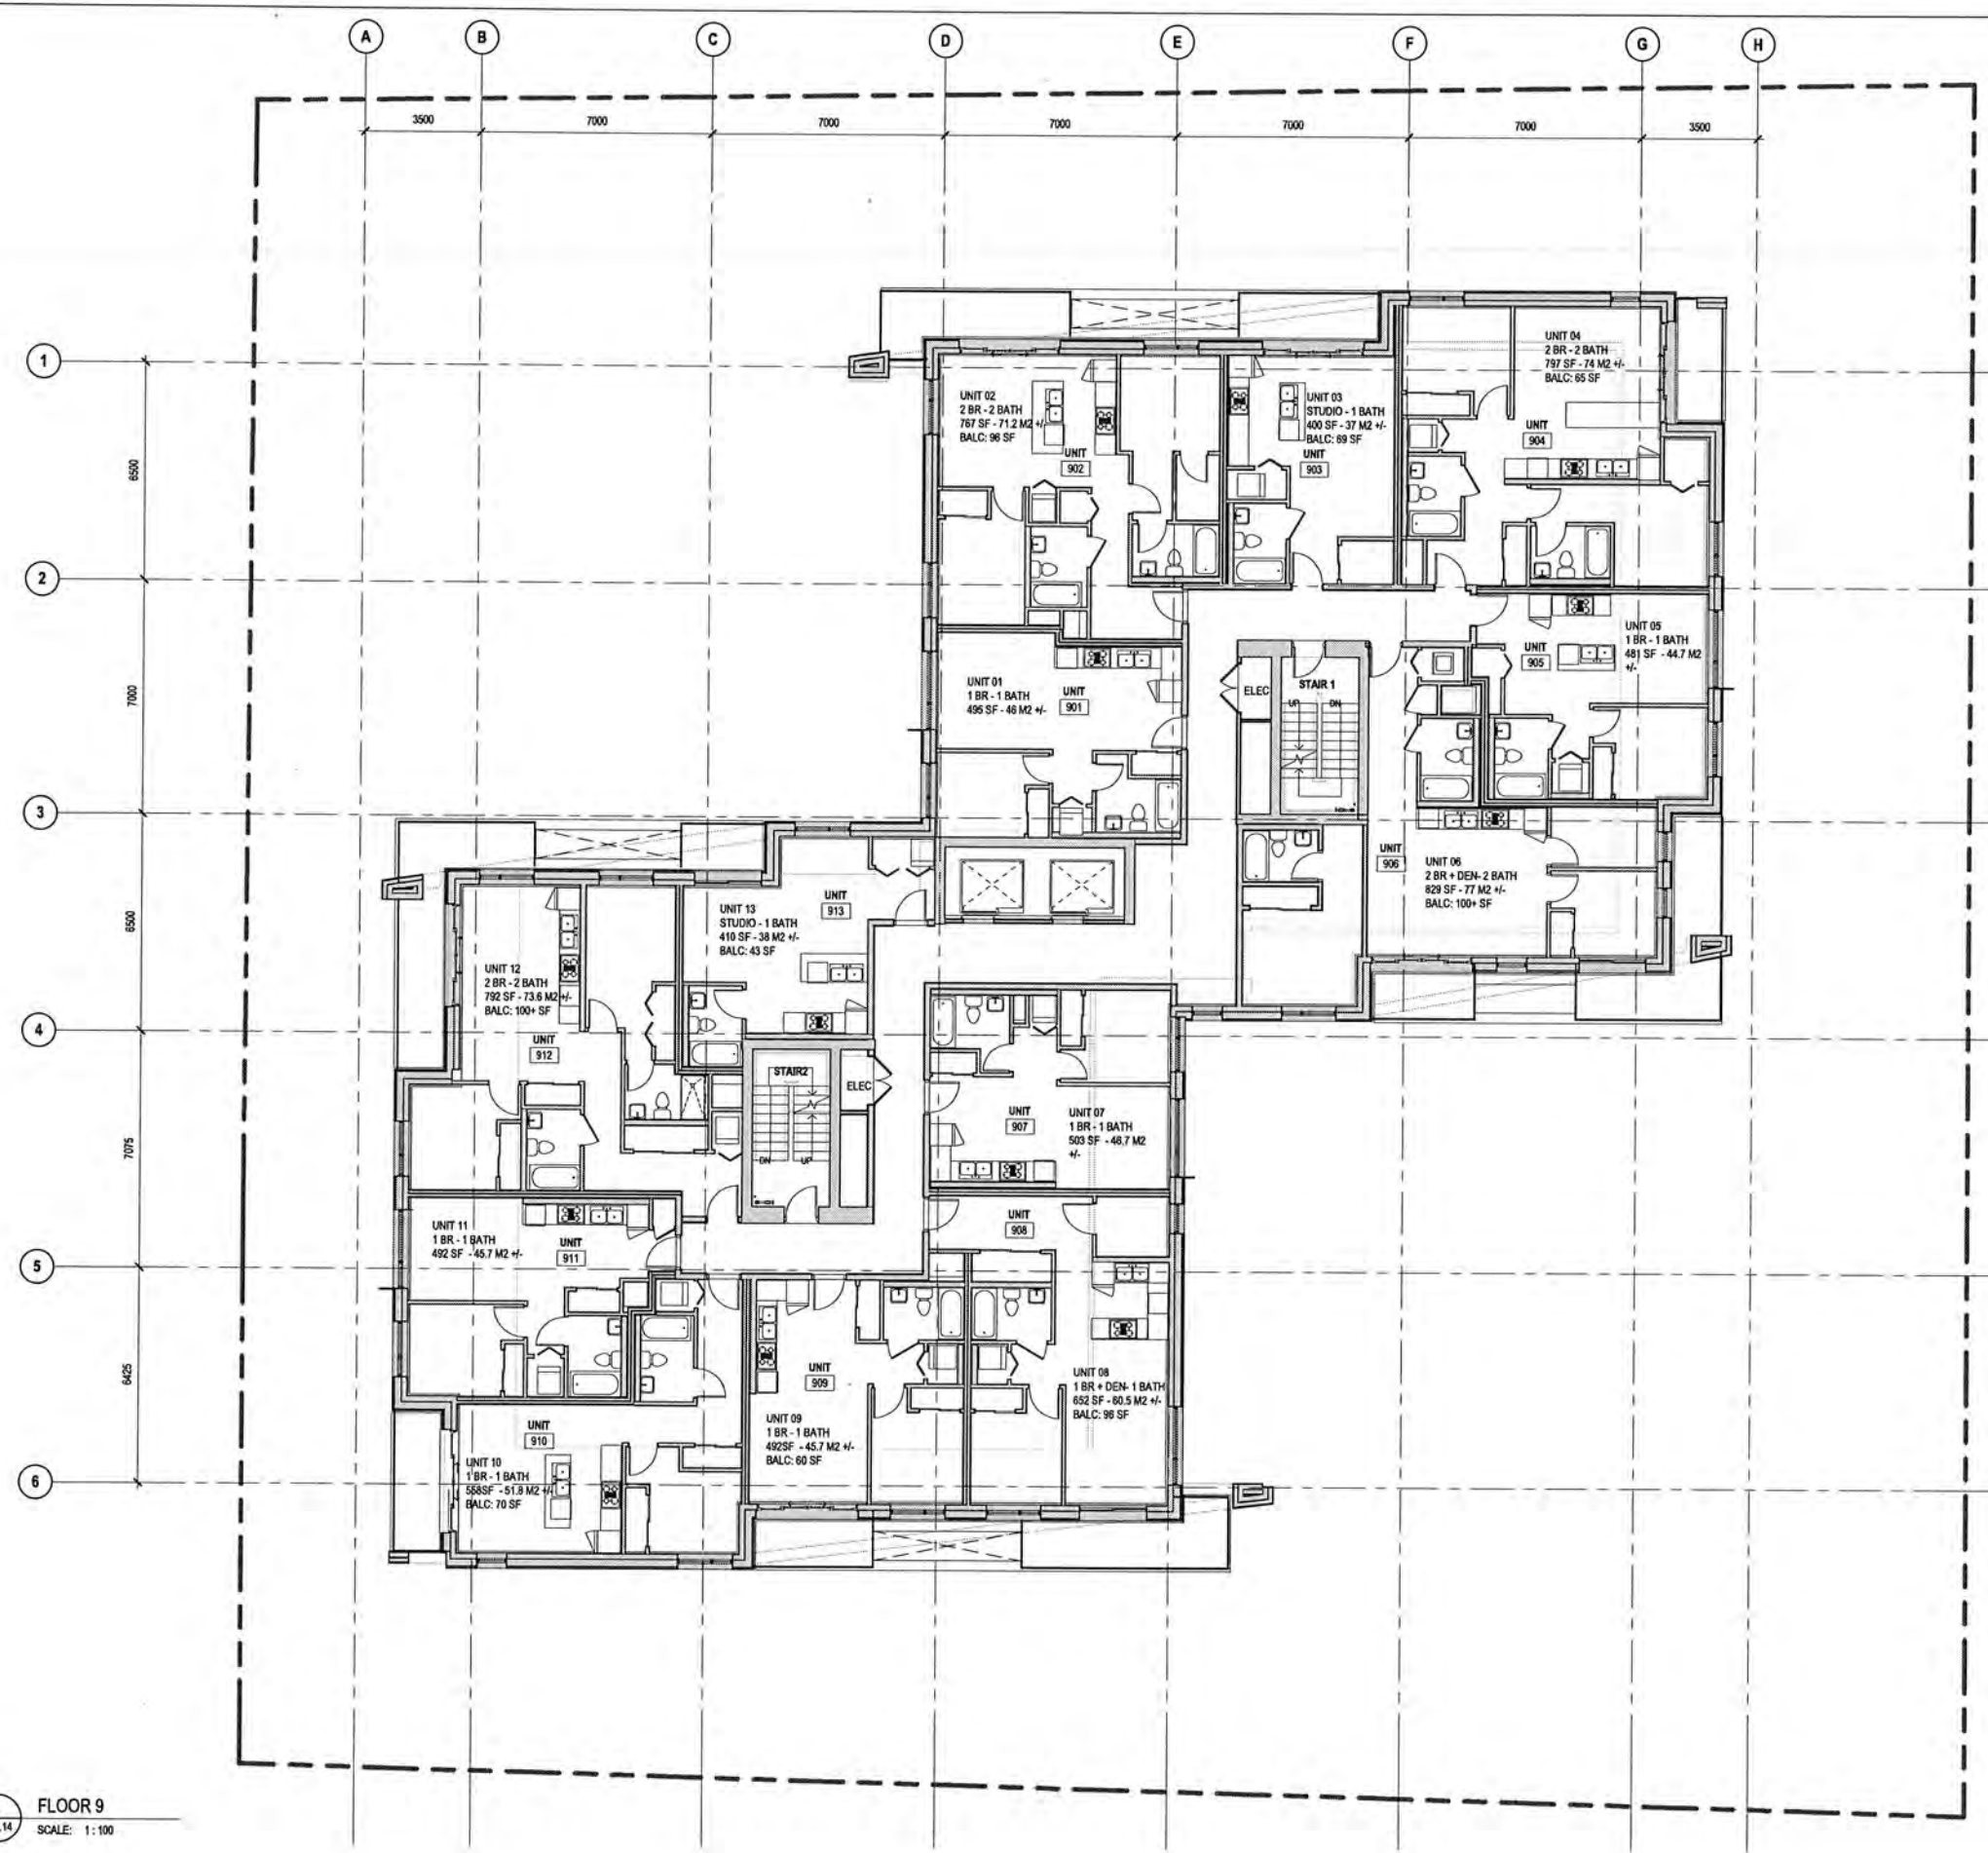 A B C D E F G H
3500 7000 7000 7000 7000 7000 3500
1
2
3
4
5
6
6500
7000
6500
7075
6425
UNIT 02
2 BR - 2 BATH
767 SF - 71.2 M2 +/-
BALC: 96 SF
UNIT
902
UNIT 03
STUDIO - 1 BATH
400 SF - 37 M2 +/-
BALC: 69 SF
UNIT
903
UNIT 04
2 BR - 2 BATH
797 SF - 74 M2 +/-
BALC: 65 SF
UNIT
904
UNIT 05
1 BR - 1 BATH
481 SF - 44.7 M2
+/-
UNIT
905
UNIT 01
1 BR - 1 BATH
495 SF - 46 M2 +/-
UNIT
901
ELEC
STAIR 1
UP DN
UNIT
906
UNIT 06
2 BR + DEN- 2 BATH
829 SF - 77 M2 +/-
BALC: 100+ SF
UNIT 13
STUDIO - 1 BATH
410 SF - 38 M2 +/-
BALC: 43 SF
UNIT
913
UNIT 12
2 BR - 2 BATH
792 SF - 73.6 M2 +/-
BALC: 100+ SF
UNIT
912
STAIR2
ELEC
DN UP
UNIT
907
UNIT 07
1 BR - 1 BATH
503 SF - 46.7 M2
+/-
UNIT 11
1 BR - 1 BATH
492 SF - 45.7 M2 +/-
UNIT
911
UNIT
908
UNIT 08
1 BR + DEN- 1 BATH
652 SF - 60.5 M2 +/-
BALC: 96 SF
UNIT
909
UNIT 09
1 BR - 1 BATH
492SF - 45.7 M2 +/-
BALC: 60 SF
UNIT
910
UNIT 10
1 BR - 1 BATH
558SF - 51.8 M2 +/-
BALC: 70 SF
FLOOR 9
.14
SCALE: 1 : 100